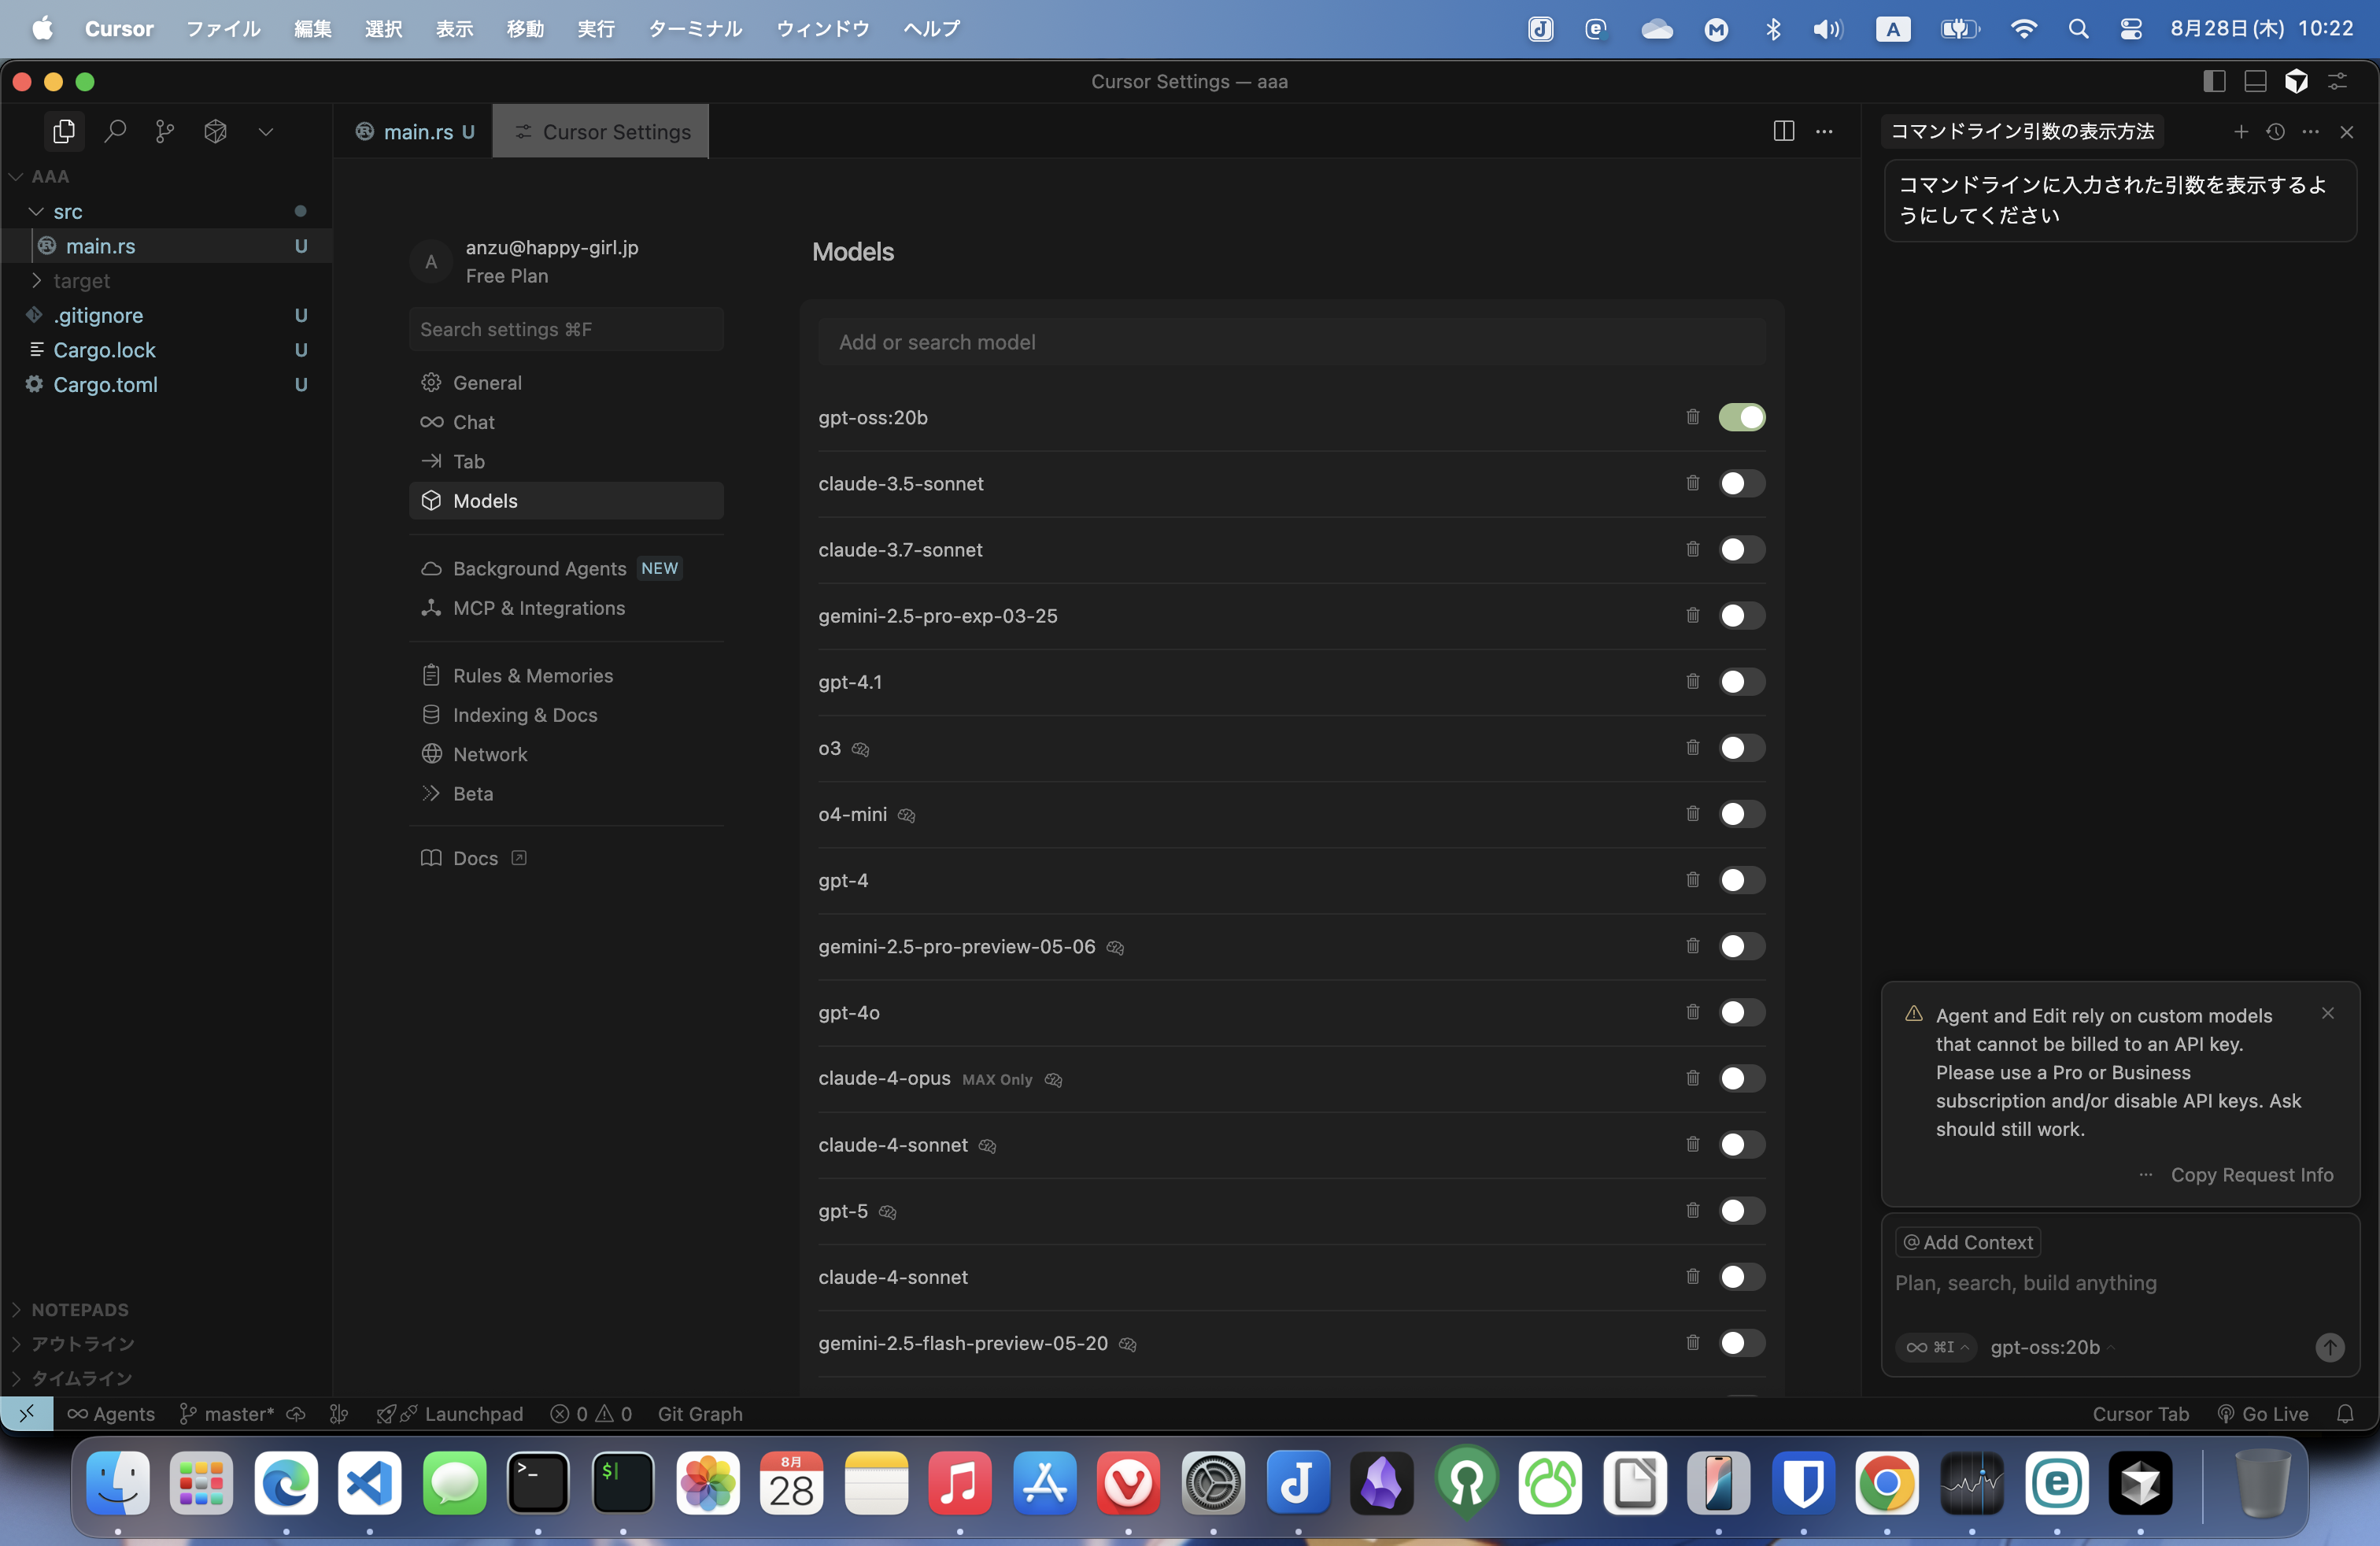 Cursor ファイル 編集 選択 表示 移動 実行 ターミナル ウィンドウ ヘルプ
A 8月28日(木) 10:22
Cursor Settings — aaa
main.rs U
Cursor Settings
AAA
src
main.rs U
target
.gitignore U
Cargo.lock U
Cargo.toml U
NOTEPADS
アウトライン
タイムライン
A
anzu@happy-girl.jp
Free Plan
Search settings ⌘F
General
Chat
Tab
Models
Background Agents NEW
MCP & Integrations
Rules & Memories
Indexing & Docs
Network
Beta
Docs
Models
Add or search model
gpt-oss:20b
claude-3.5-sonnet
claude-3.7-sonnet
gemini-2.5-pro-exp-03-25
gpt-4.1
o3
o4-mini
gpt-4
gemini-2.5-pro-preview-05-06
gpt-4o
claude-4-opus MAX Only
claude-4-sonnet
gpt-5
claude-4-sonnet
gemini-2.5-flash-preview-05-20
コマンドライン引数の表示方法
コマンドラインに入力された引数を表示するよ
うにしてください
Agent and Edit rely on custom models
that cannot be billed to an API key.
Please use a Pro or Business
subscription and/or disable API keys. Ask
should still work.
Copy Request Info
@ Add Context
Plan, search, build anything
∞ ⌘I gpt-oss:20b
Agents master* Launchpad 0 0 Git Graph
Cursor Tab Go Live
8月
28